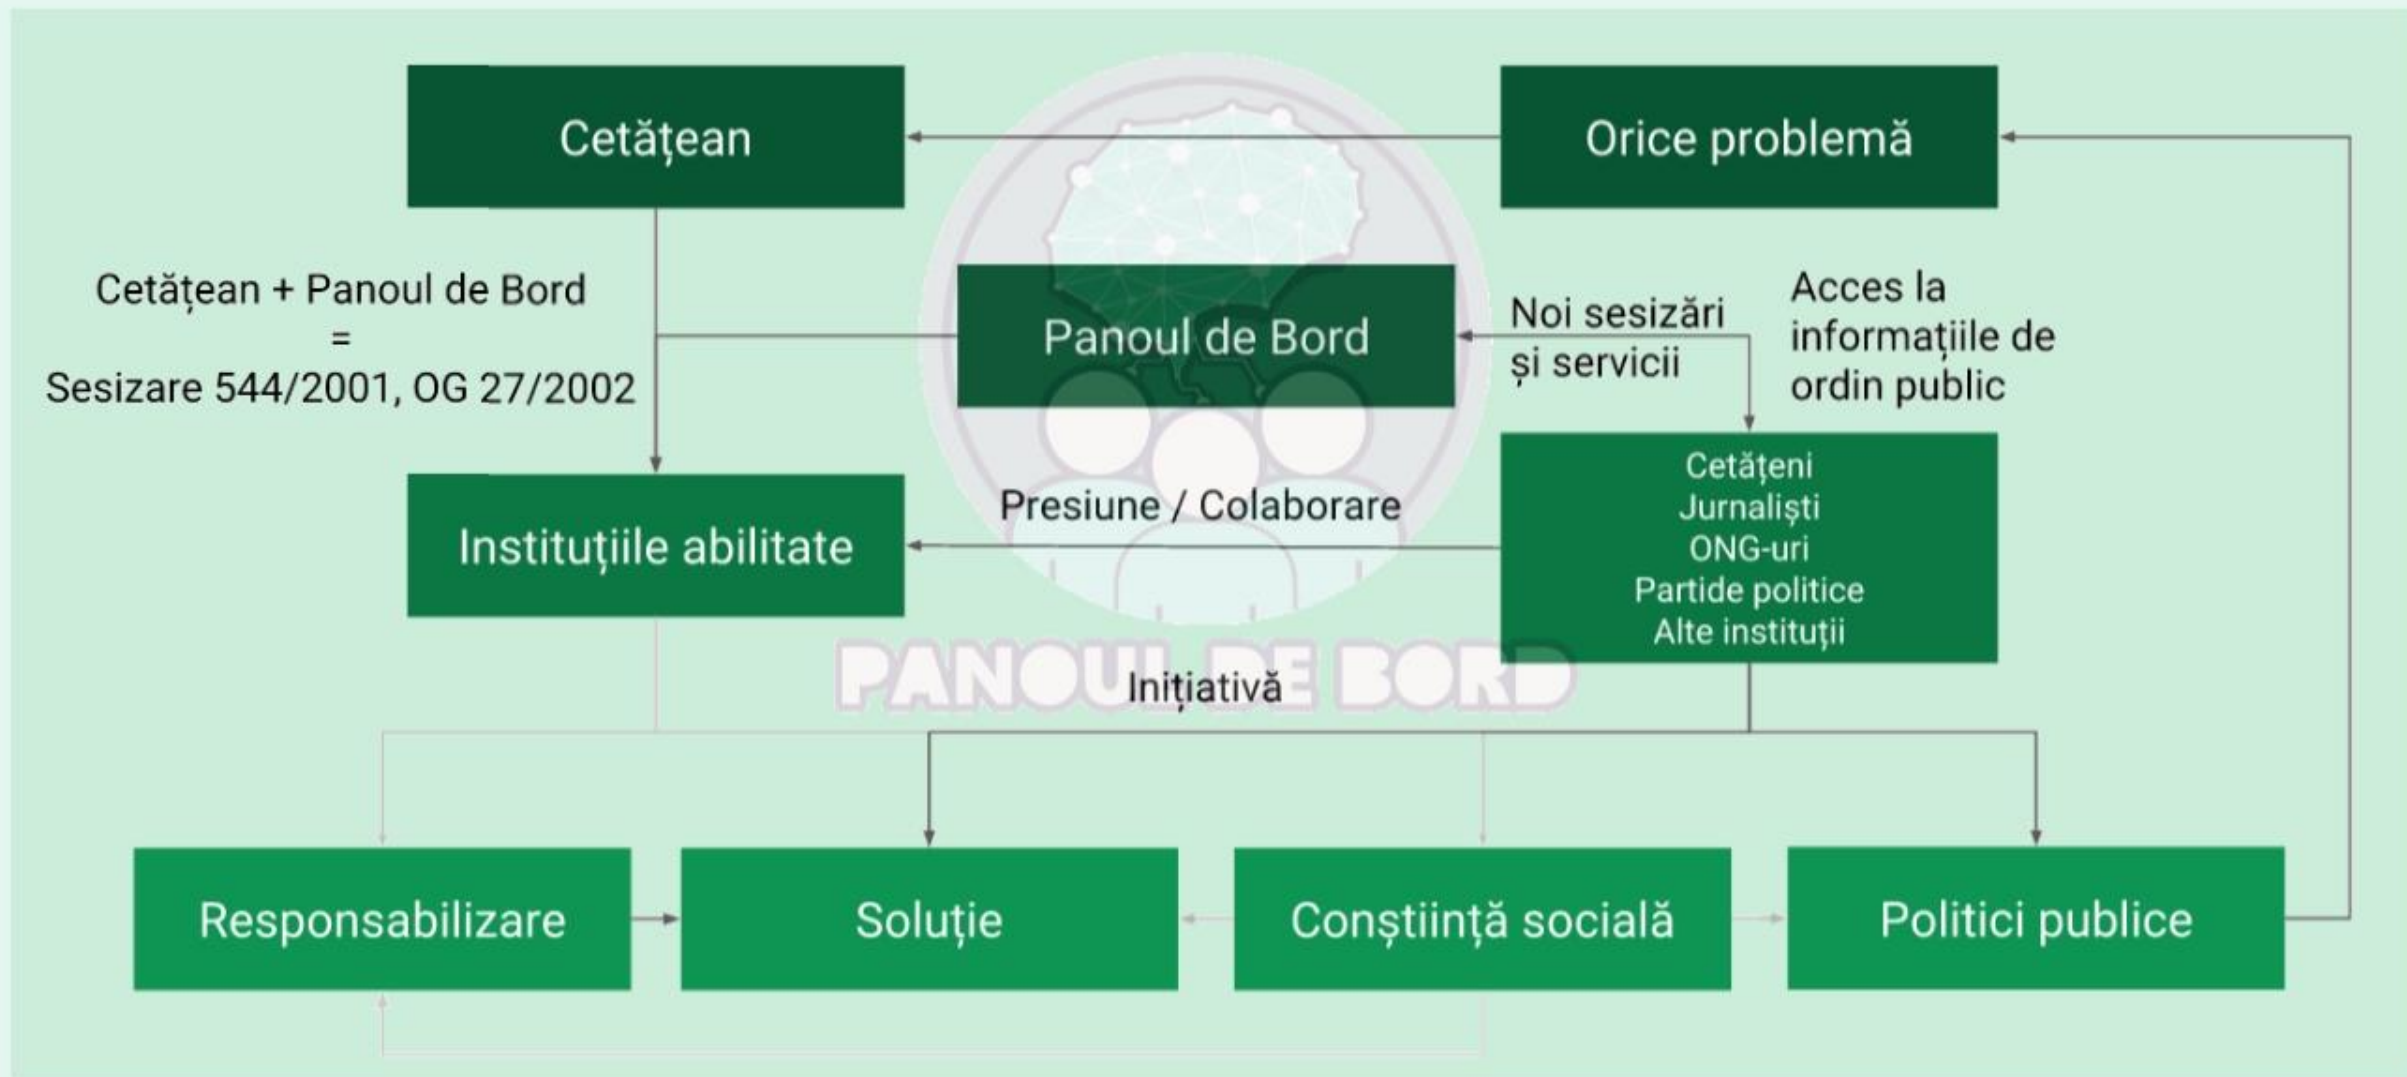 Cetățean
Orice problemă
Cetățean + Panoul de Bord
=
Sesizare 544/2001, OG 27/2002
Panoul de Bord
Noi sesizări
și servicii
Acces la
informațiile de
ordin public
Instituțiile abilitate
Presiune / Colaborare
Cetățeni
Jurnaliști
ONG-uri
Partide politice
Alte instituții
PANOUL DE BORD
Inițiativă
Responsabilizare
Soluție
Conștiință socială
Politici publice